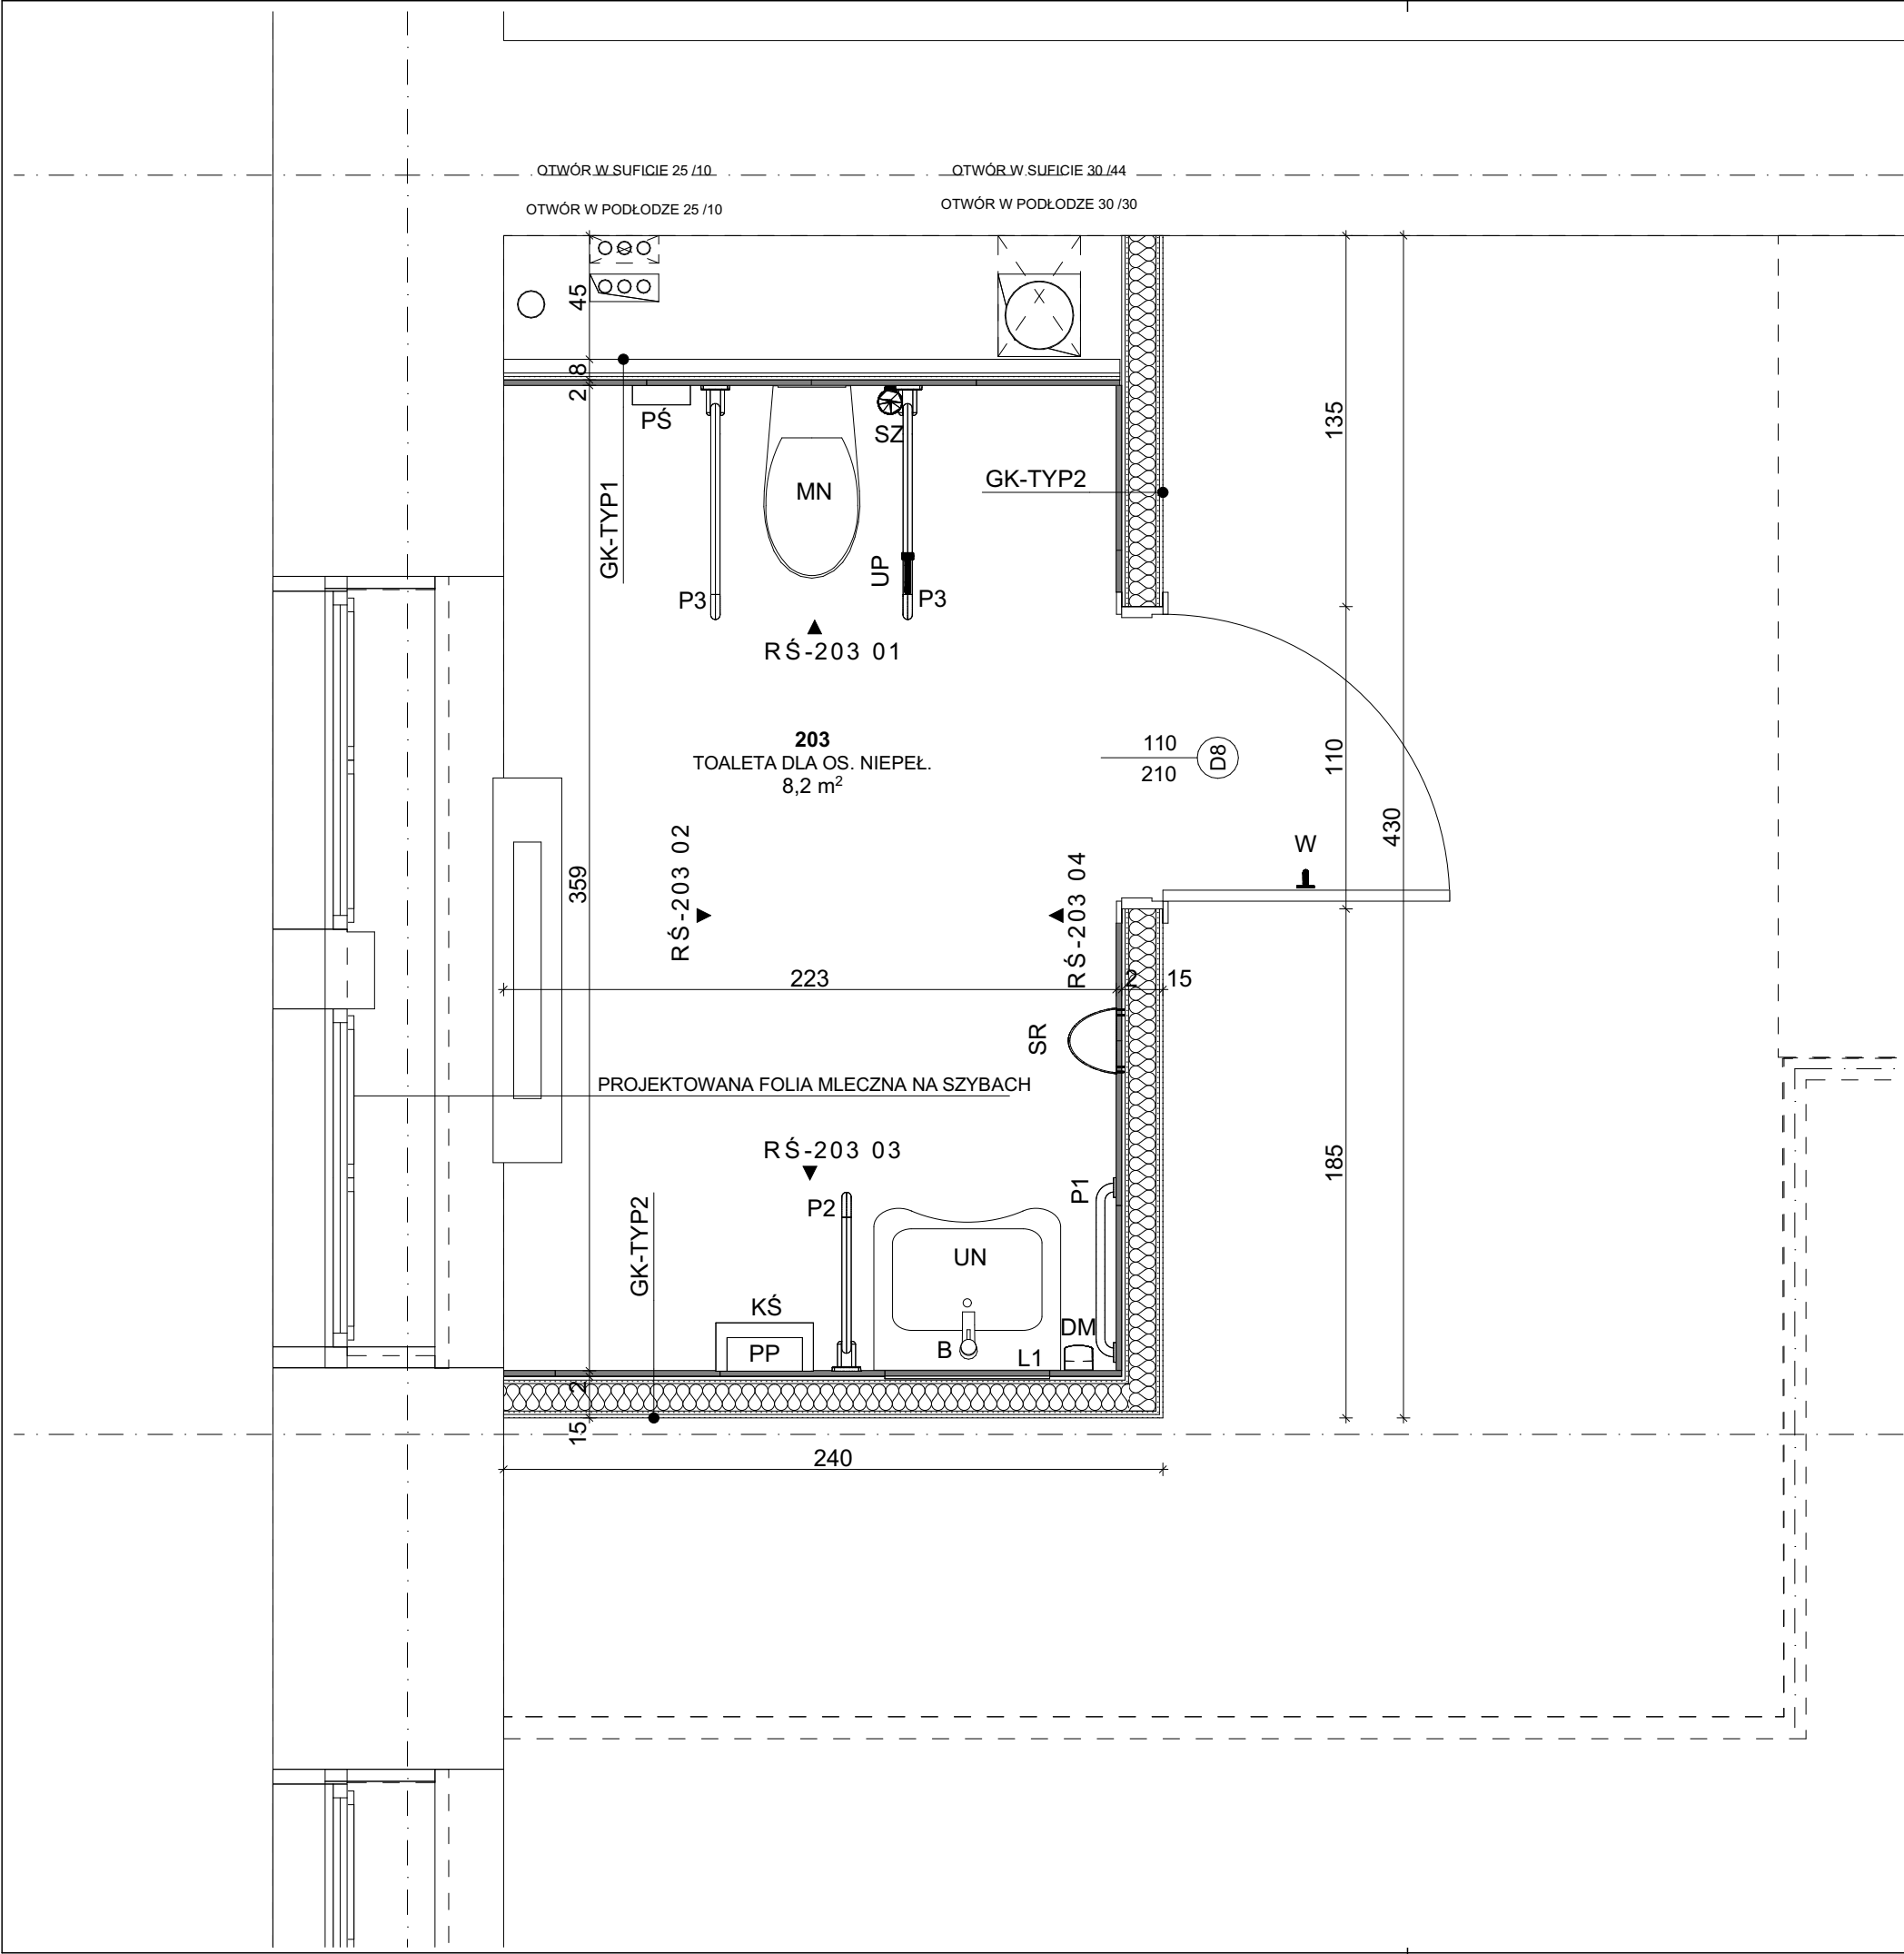 OTWÓR W SUFICIE 25 /10
OTWÓR W SUFICIE 30 /44
OTWÓR W PODŁODZE 25 /10
OTWÓR W PODŁODZE 30 /30
45
8
2
PŚ
SZ
135
GK-TYP1
MN
GK-TYP2
UP
P3
P3
RŚ-203 01
203
TOALETA DLA OS. NIEPEŁ.
8,2 m²
110
210
D8
110
430
W
359
RŚ-203 02
RŚ-203 04
223
2
15
SR
PROJEKTOWANA FOLIA MLECZNA NA SZYBACH
RŚ-203 03
185
GK-TYP2
P2
P1
UN
KŚ
PP
B
L1
DM
2
15
240
X